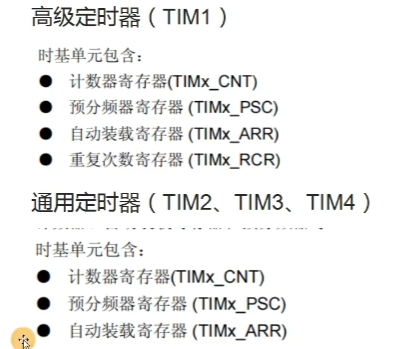 高级定时器（TIM1）
时基单元包含：
● 计数器寄存器(TIMx_CNT)
● 预分频器寄存器 (TIMx_PSC)
● 自动装载寄存器 (TIMx_ARR)
● 重复次数寄存器 (TIMx_RCR)
通用定时器（TIM2、TIM3、TIM4）
时基单元包含：
● 计数器寄存器(TIMx_CNT)
● 预分频器寄存器 (TIMx_PSC)
● 自动装载寄存器 (TIMx_ARR)